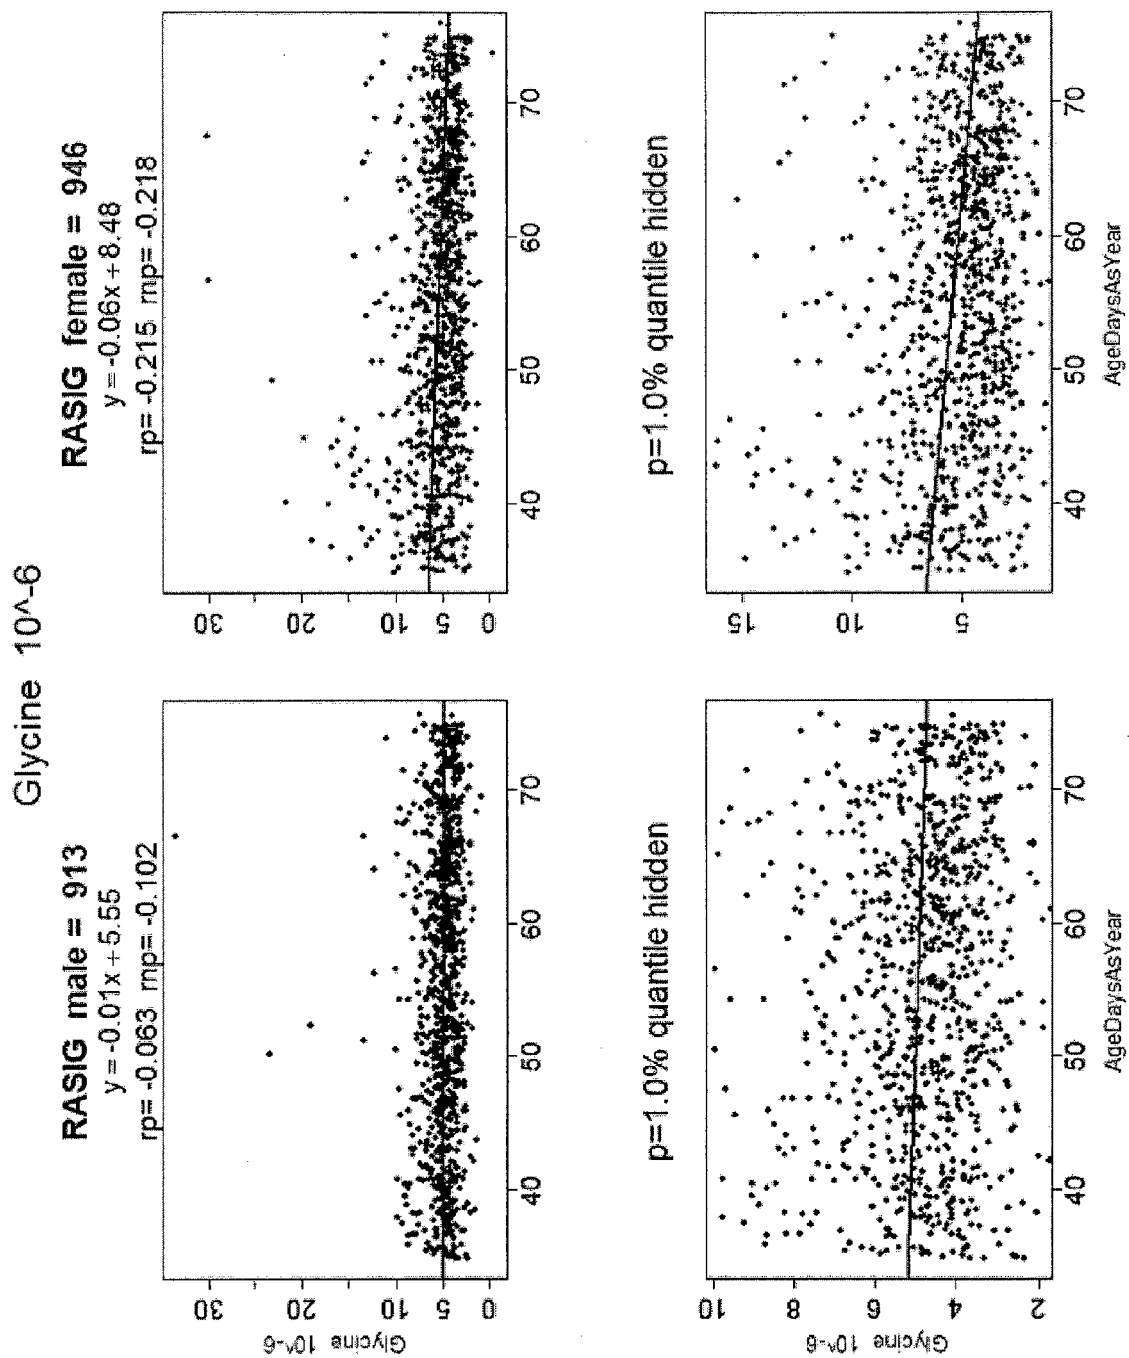 Glycine 10^-6
RASIG male = 913
y = -0.01x + 5.55
rp= -0.063 rnp= -0.102
RASIG female = 946
y = -0.06x + 8.48
rp= -0.215 rnp= -0.218
Glycine 10^-6
30
20
10
5
0
40
50
60
70
30
20
10
5
0
40
50
60
70
p=1.0% quantile hidden
p=1.0% quantile hidden
Glycine 10^-6
10
8
6
4
2
40
50
60
70
AgeDaysAsYear
15
10
5
40
50
60
70
AgeDaysAsYear